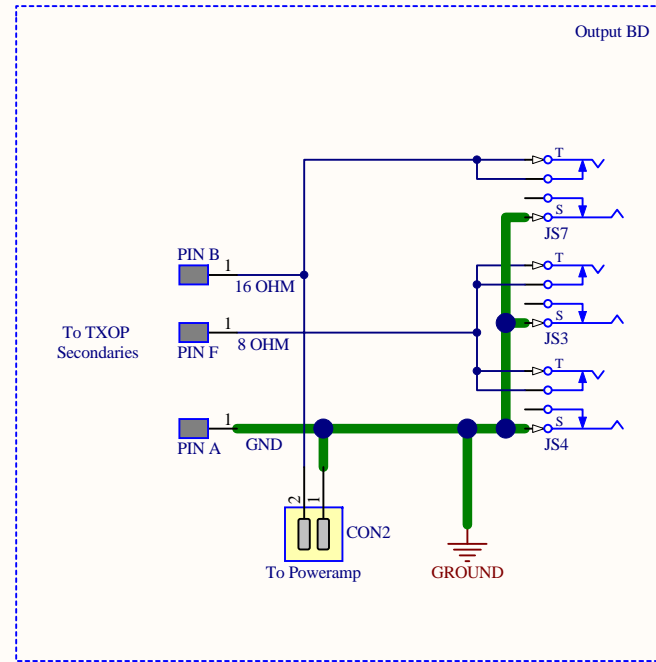 Output BD
T
S
JS7
PIN B
1
16 OHM
T
S
JS3
To TXOP
Secondaries
1
PIN F
8 OHM
T
S
JS4
1
PIN A
GND
2
1
CON2
To Poweramp
GROUND